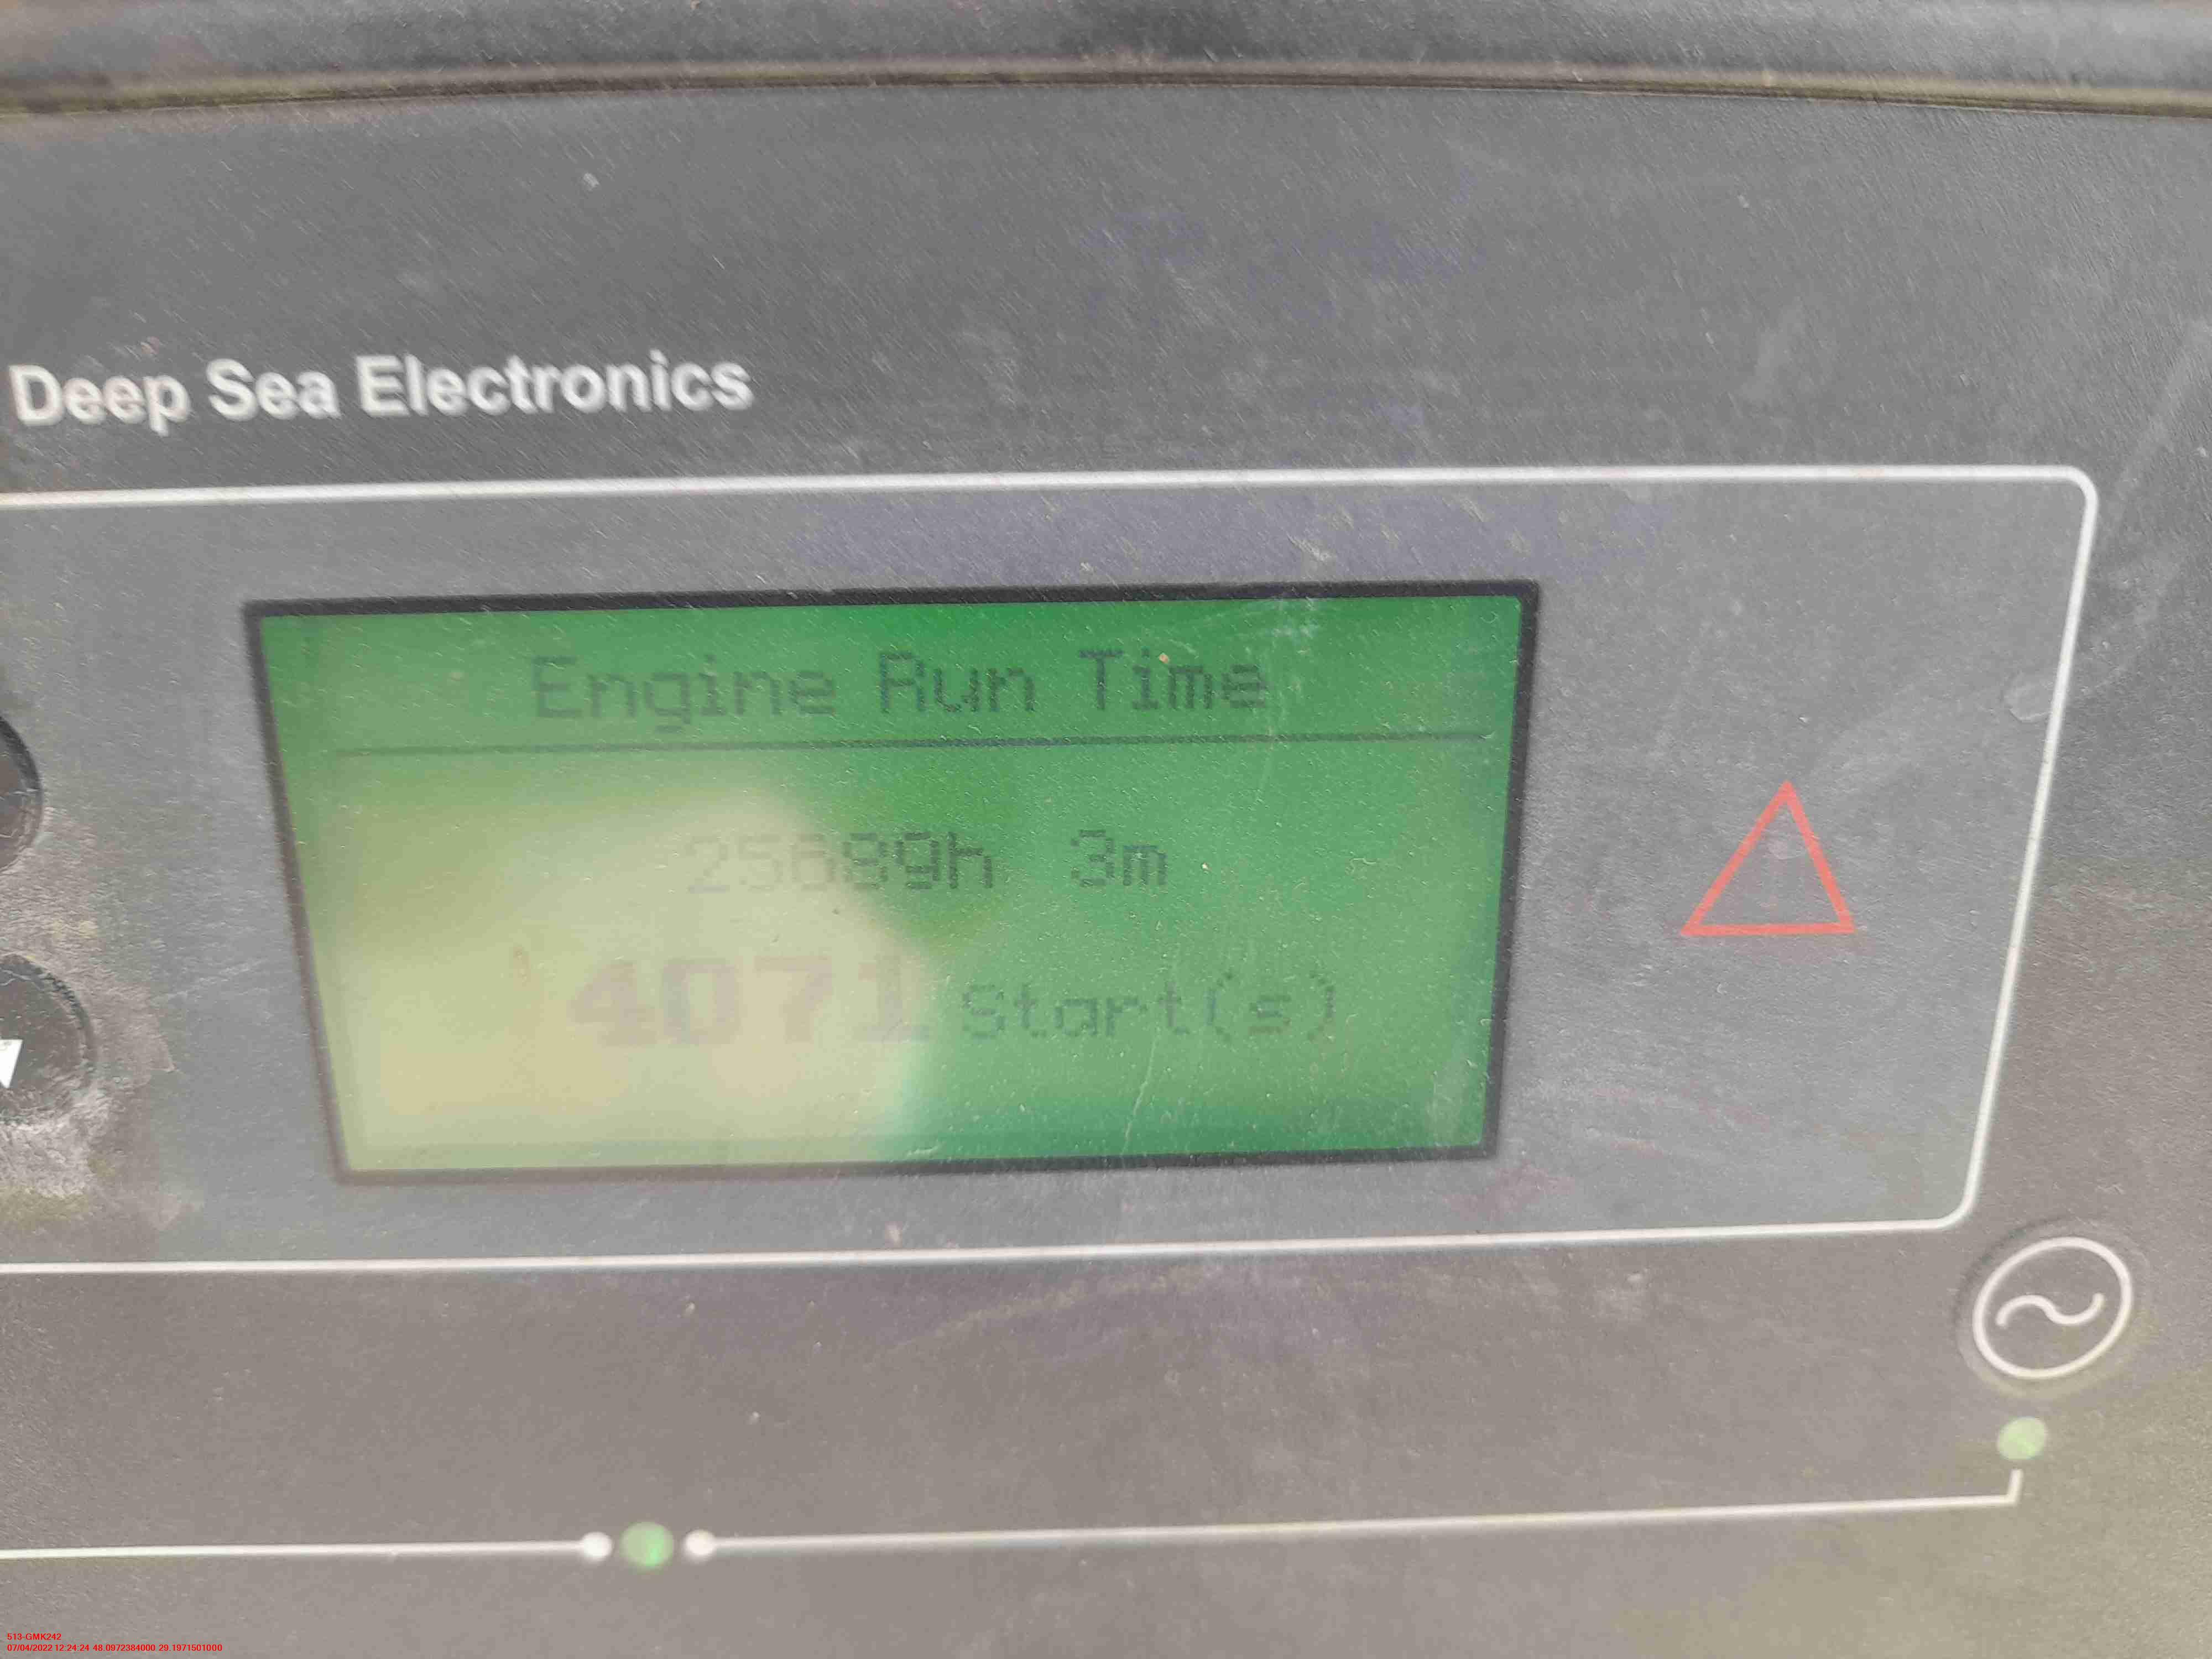 Deep Sea Electronics
Engine Run Time
25689h 3m
4071 Start(s)
513-GMK242
07/04/2022 12:24:24 48.0972384000 29.1971501000